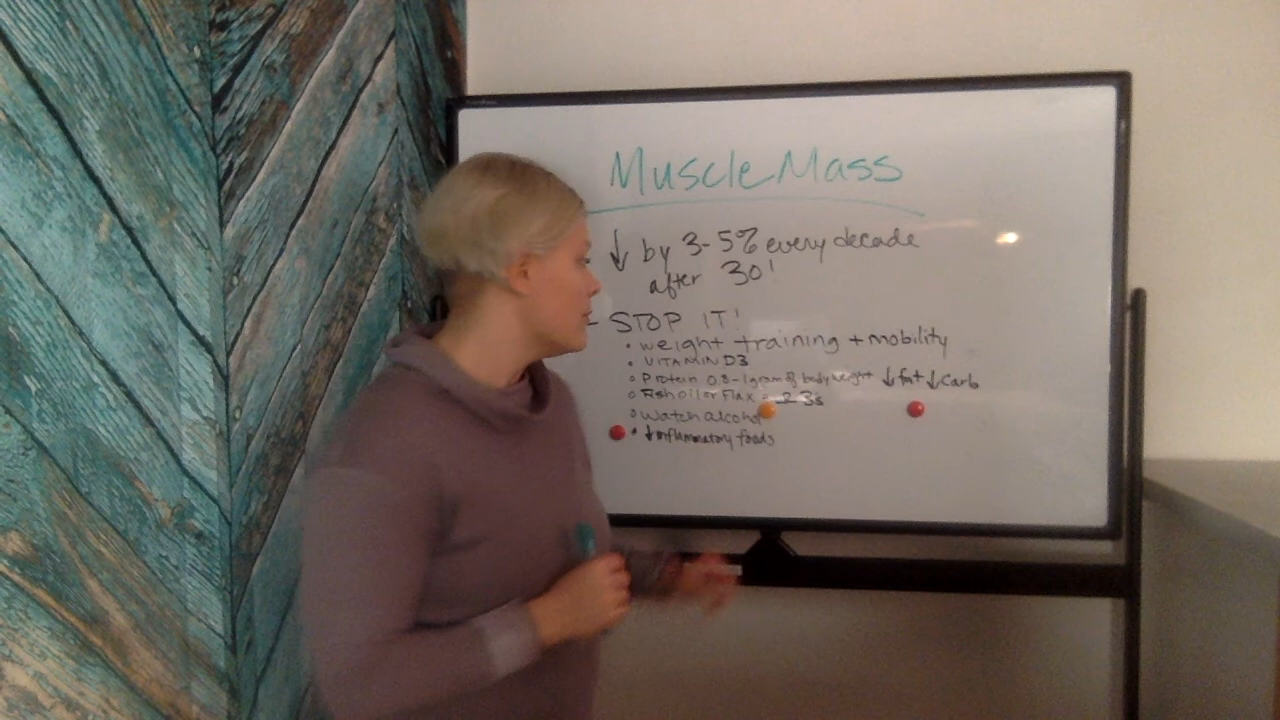 Muscle Mass
↓ by 3-5% every decade
after 30!
- STOP IT!
• weight training + mobility
• VITAMIN D3
• Protein 0.8-1gram of body weight ↓fat ↓Carb
• Fish oil or Flax 3s
• Watch alcohol
• ↓ Inflammatory foods